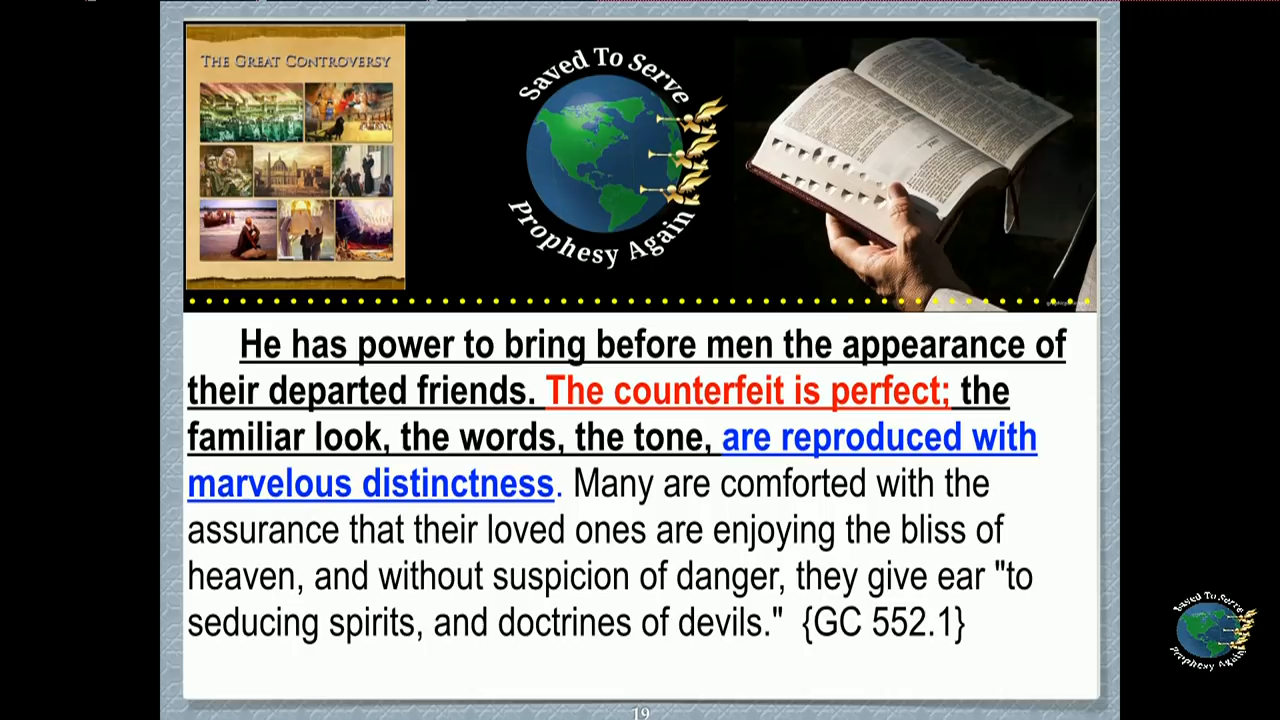 THE GREAT CONTROVERSY
Saved To Serve
Prophesy Again
He has power to bring before men the appearance of
their departed friends. The counterfeit is perfect; the
familiar look, the words, the tone, are reproduced with
marvelous distinctness. Many are comforted with the
assurance that their loved ones are enjoying the bliss of
heaven, and without suspicion of danger, they give ear "to
seducing spirits, and doctrines of devils." {GC 552.1}
Saved To Serve
Prophesy Again
19